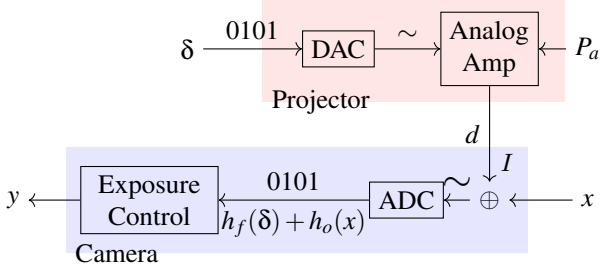 δ 0101 DAC ∼ Analog Amp P_a
Projector
d
I
y Exposure Control 0101 h_f(δ) + h_o(x) ADC ∼ ⊕ x
Camera